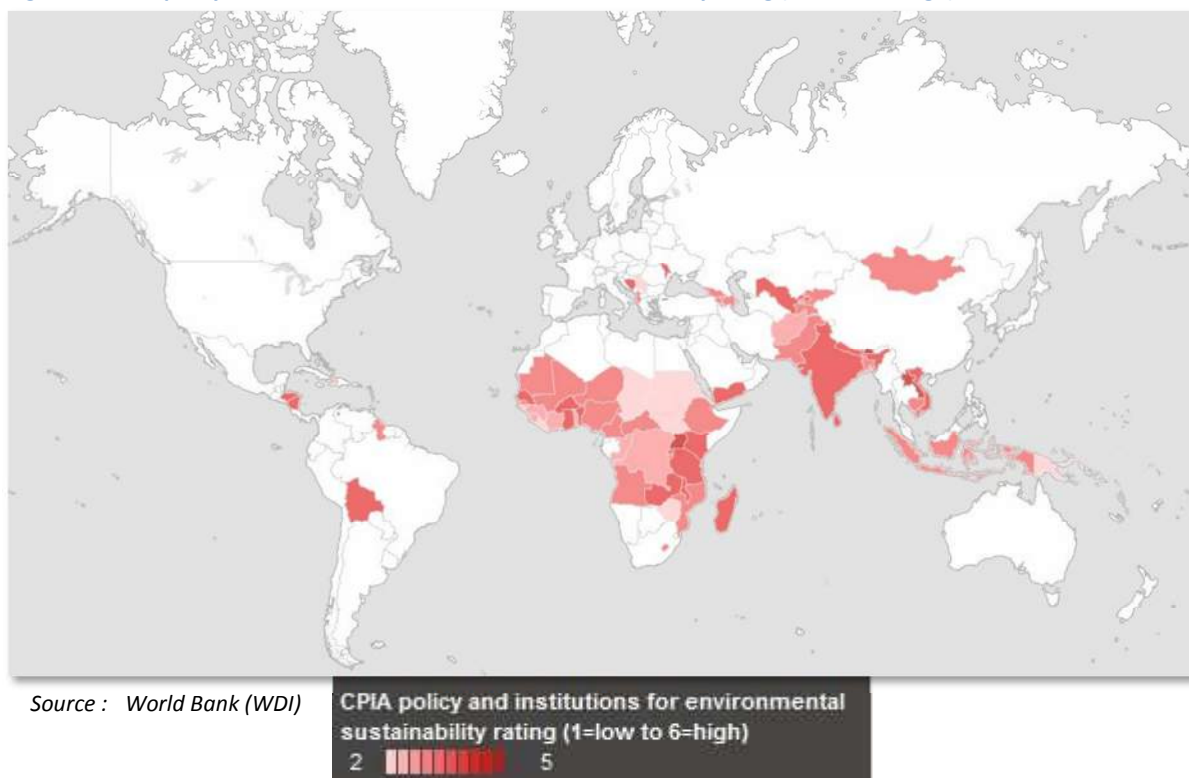 Source : World Bank (WDI)
CPIA policy and institutions for environmental
sustainability rating (1=low to 6=high)
2 5